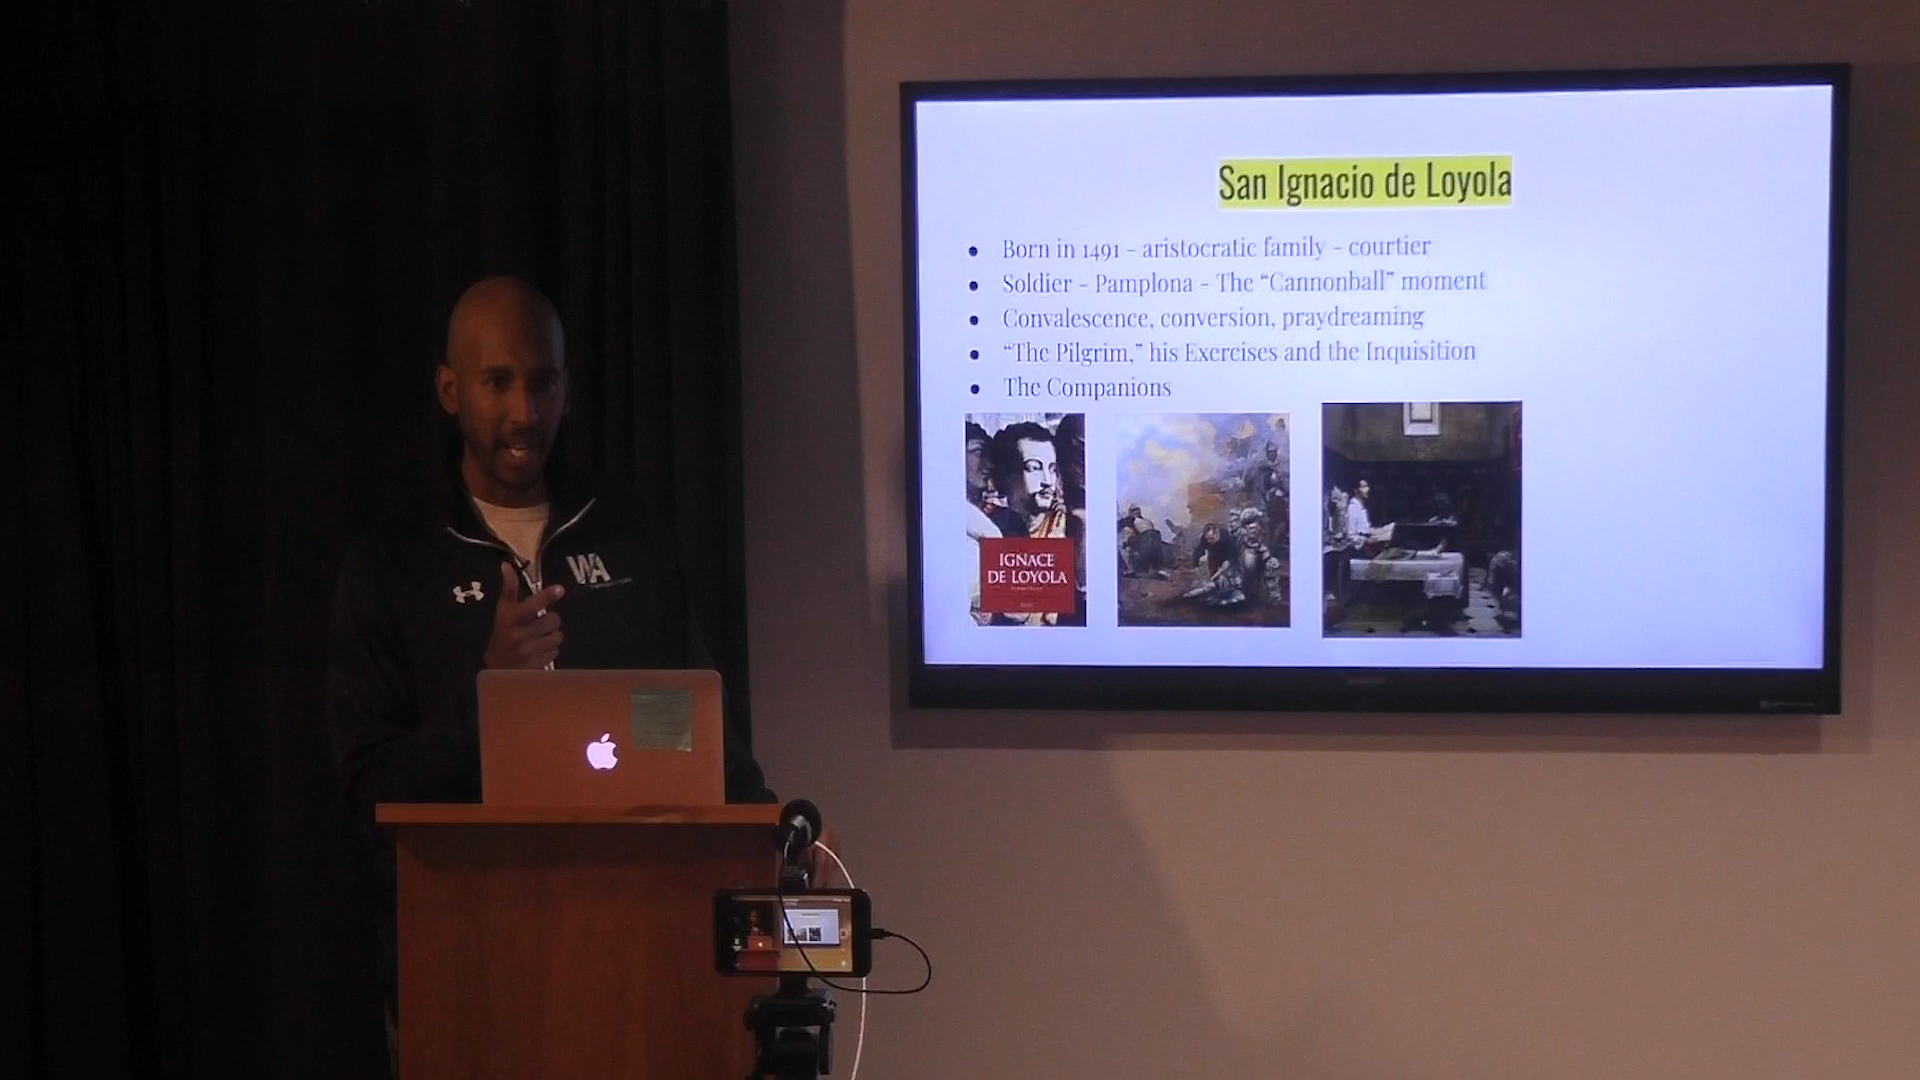 San Ignacio de Loyola
Born in 1491 – aristocratic family – courtier
Soldier – Pamplona – The “Cannonball” moment
Convalescence, conversion, praydreaming
“The Pilgrim,” his Exercises and the Inquisition
The Companions
IGNACE
DE LOYOLA
WA